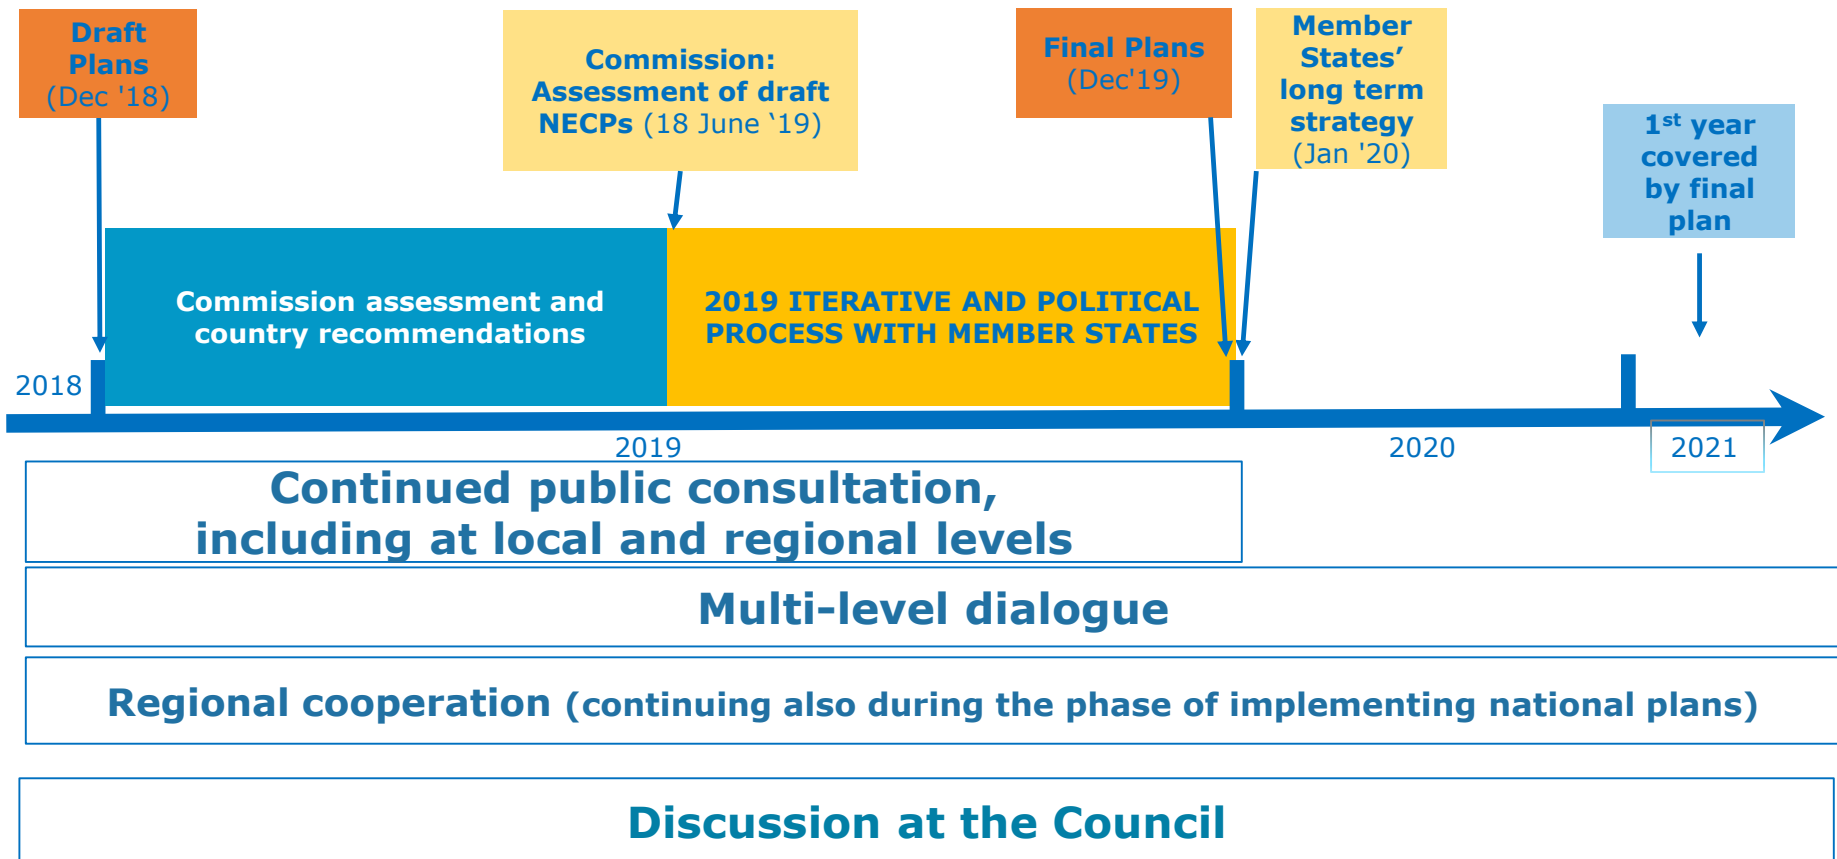 Draft
Plans
(Dec '18)
Commission:
Assessment of draft
NECPs (18 June ‘19)
Final Plans
(Dec'19)
Member
States’
long term
strategy
(Jan '20)
1st year
covered
by final
plan
Commission assessment and
country recommendations
2019 ITERATIVE AND POLITICAL
PROCESS WITH MEMBER STATES
2018
2019
2020
2021
Continued public consultation,
including at local and regional levels
Multi-level dialogue
Regional cooperation (continuing also during the phase of implementing national plans)
Discussion at the Council